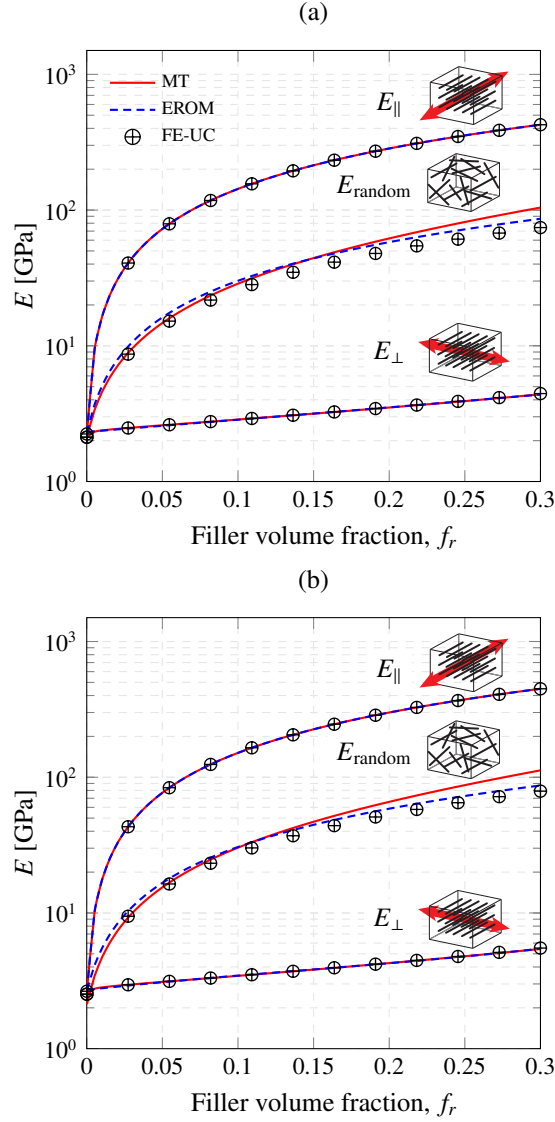 (a)
10³
10²
10¹
10⁰
E [GPa]
MT
EROM
FE-UC
E∥
E_random
E⊥
0 0.05 0.1 0.15 0.2 0.25 0.3
Filler volume fraction, f_r
(b)
10³
10²
10¹
10⁰
E [GPa]
E∥
E_random
E⊥
0 0.05 0.1 0.15 0.2 0.25 0.3
Filler volume fraction, f_r